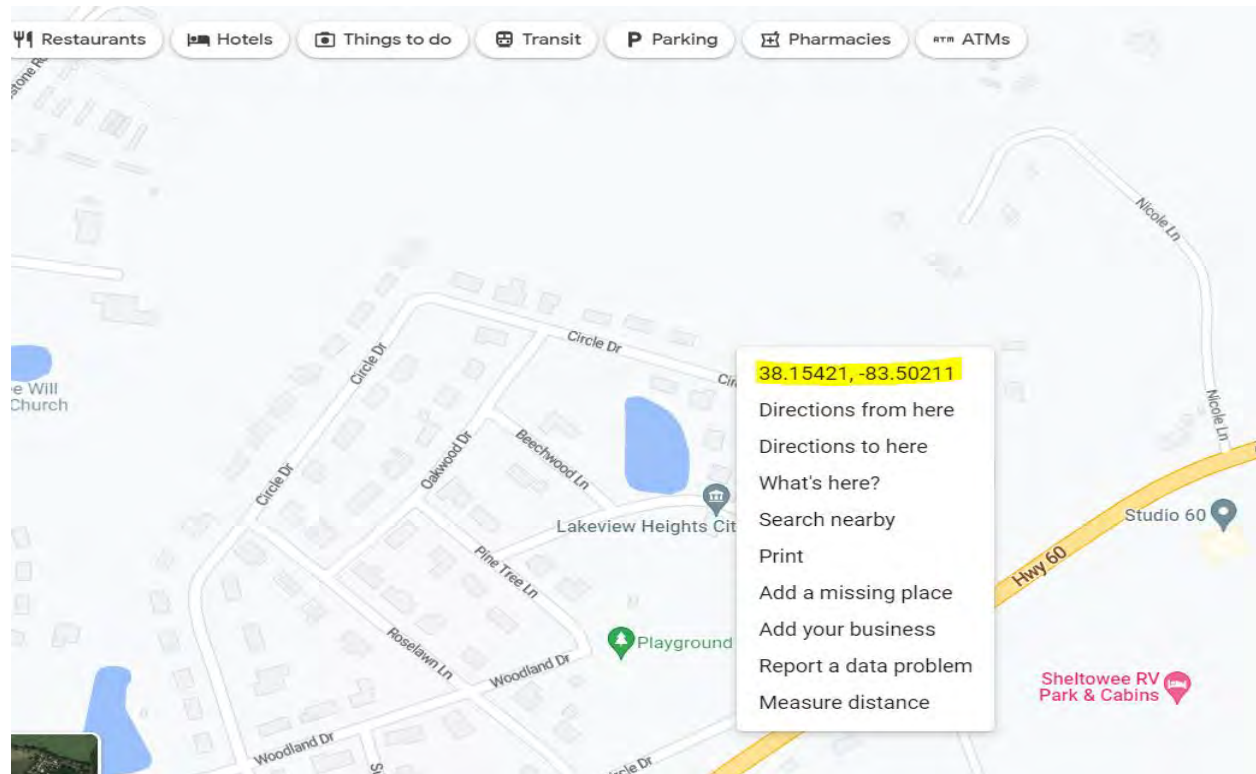 Restaurants
Hotels
Things to do
Transit
P Parking
Pharmacies
ATM ATMs
Nicole Ln
Circle Dr
Circle Dr
38.15421, -83.50211
Directions from here
Directions to here
What's here?
Search nearby
Print
Add a missing place
Add your business
Report a data problem
Measure distance
e Will
Church
Nicole Ln
Oakwood Dr
Beechwood Ln
Circle Dr
Lakeview Heights Cit
Studio 60
Pine Tree Ln
Hwy 60
Playground
Roselawn Ln
Woodland Dr
Sheltowee RV
Park & Cabins
Woodland Dr